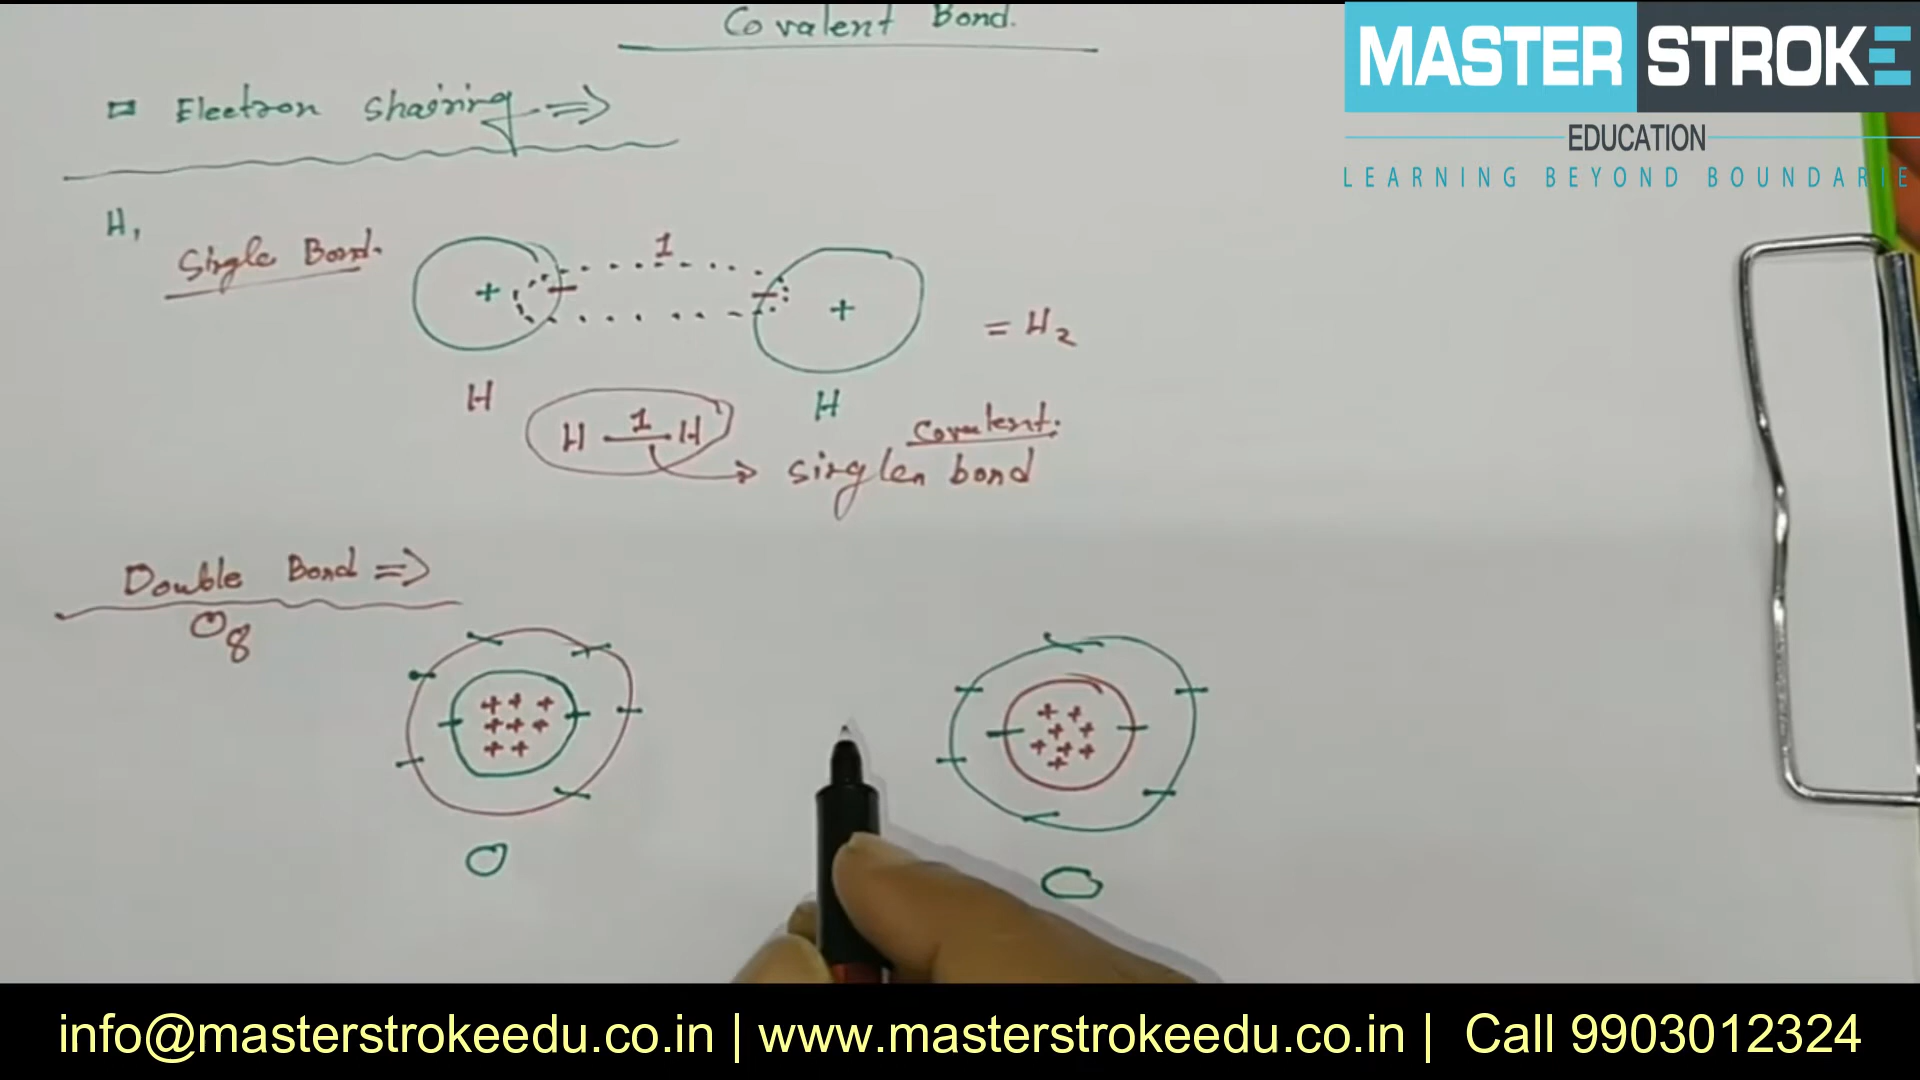 Covalent Bond.
MASTER STROKE
EDUCATION
LEARNING BEYOND BOUNDARIE
Electron Shairing ⇒
H,
Single Bond.
+ 1 +
= H2
H H
H 1 H
Covalent.
singlen bond
Double Bond ⇒
O8
+ + +
+ + +
+ +
+ +
+ +
+ + +
+
O O
info@masterstrokeedu.co.in | www.masterstrokeedu.co.in | Call 9903012324